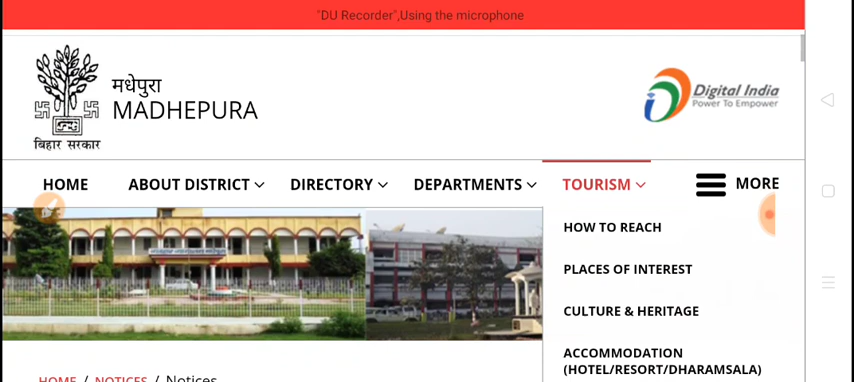 "DU Recorder",Using the microphone
मधेपुरा
MADHEPURA
बिहार सरकार
Digital India
Power To Empower
HOME ABOUT DISTRICT DIRECTORY DEPARTMENTS TOURISM MORE
HOW TO REACH
PLACES OF INTEREST
CULTURE & HERITAGE
ACCOMMODATION
(HOTEL/RESORT/DHARAMSALA)
HOME / NOTICES / Notices